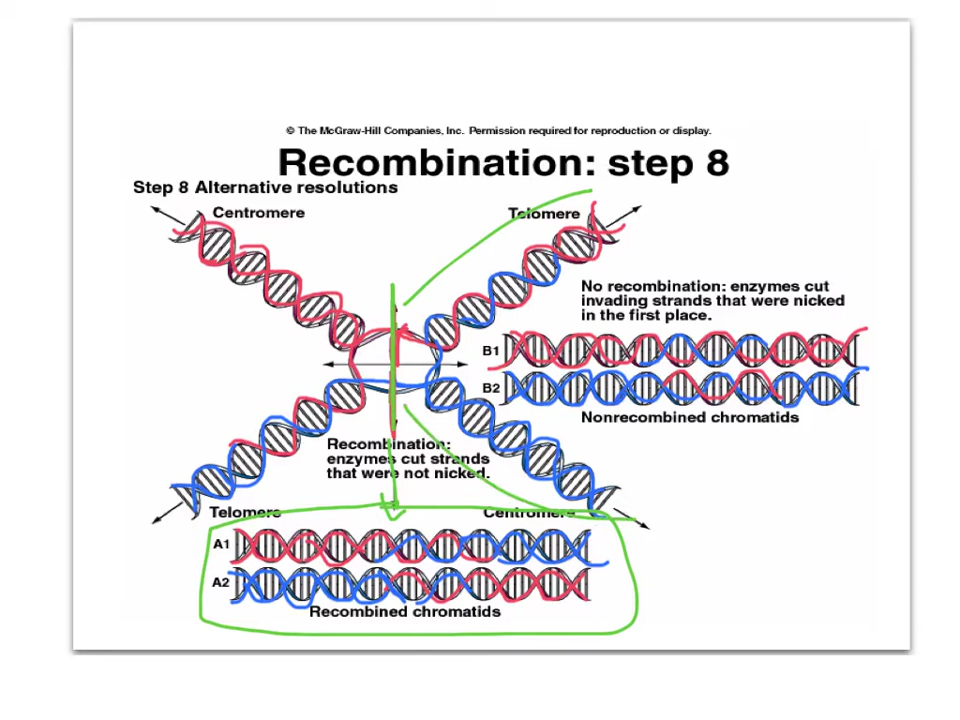 © The McGraw-Hill Companies, Inc. Permission required for reproduction or display.
Recombination: step 8
Step 8 Alternative resolutions
Centromere
Telomere
No recombination: enzymes cut
invading strands that were nicked
in the first place.
B1
B2
Nonrecombined chromatids
Recombination:
enzymes cut strands
that were not nicked.
Telomere
Centromere
A1
A2
Recombined chromatids